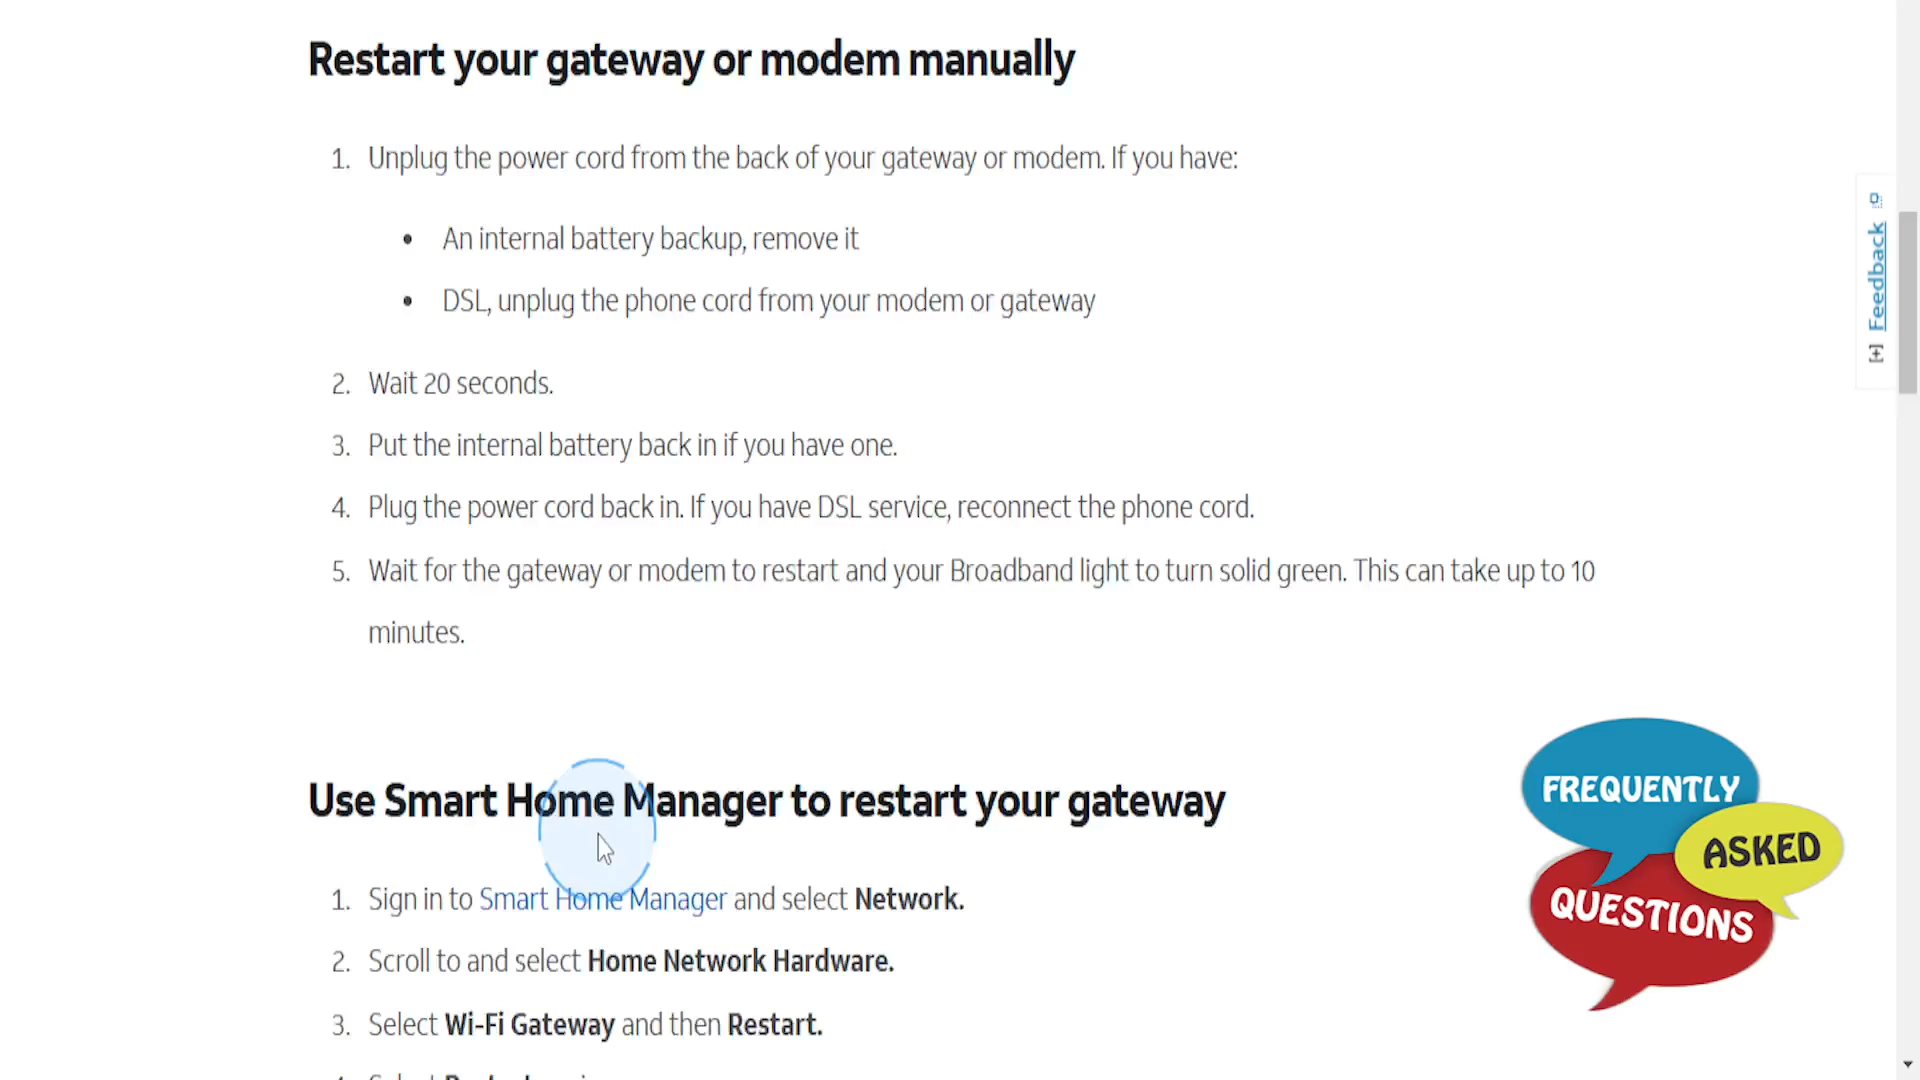 Restart your gateway or modem manually
1. Unplug the power cord from the back of your gateway or modem. If you have:
• An internal battery backup, remove it
• DSL, unplug the phone cord from your modem or gateway
2. Wait 20 seconds.
3. Put the internal battery back in if you have one.
4. Plug the power cord back in. If you have DSL service, reconnect the phone cord.
5. Wait for the gateway or modem to restart and your Broadband light to turn solid green. This can take up to 10
minutes.
Use Smart Home Manager to restart your gateway
1. Sign in to Smart Home Manager and select Network.
2. Scroll to and select Home Network Hardware.
3. Select Wi-Fi Gateway and then Restart.
[+] Feedback
FREQUENTLY
ASKED
QUESTIONS